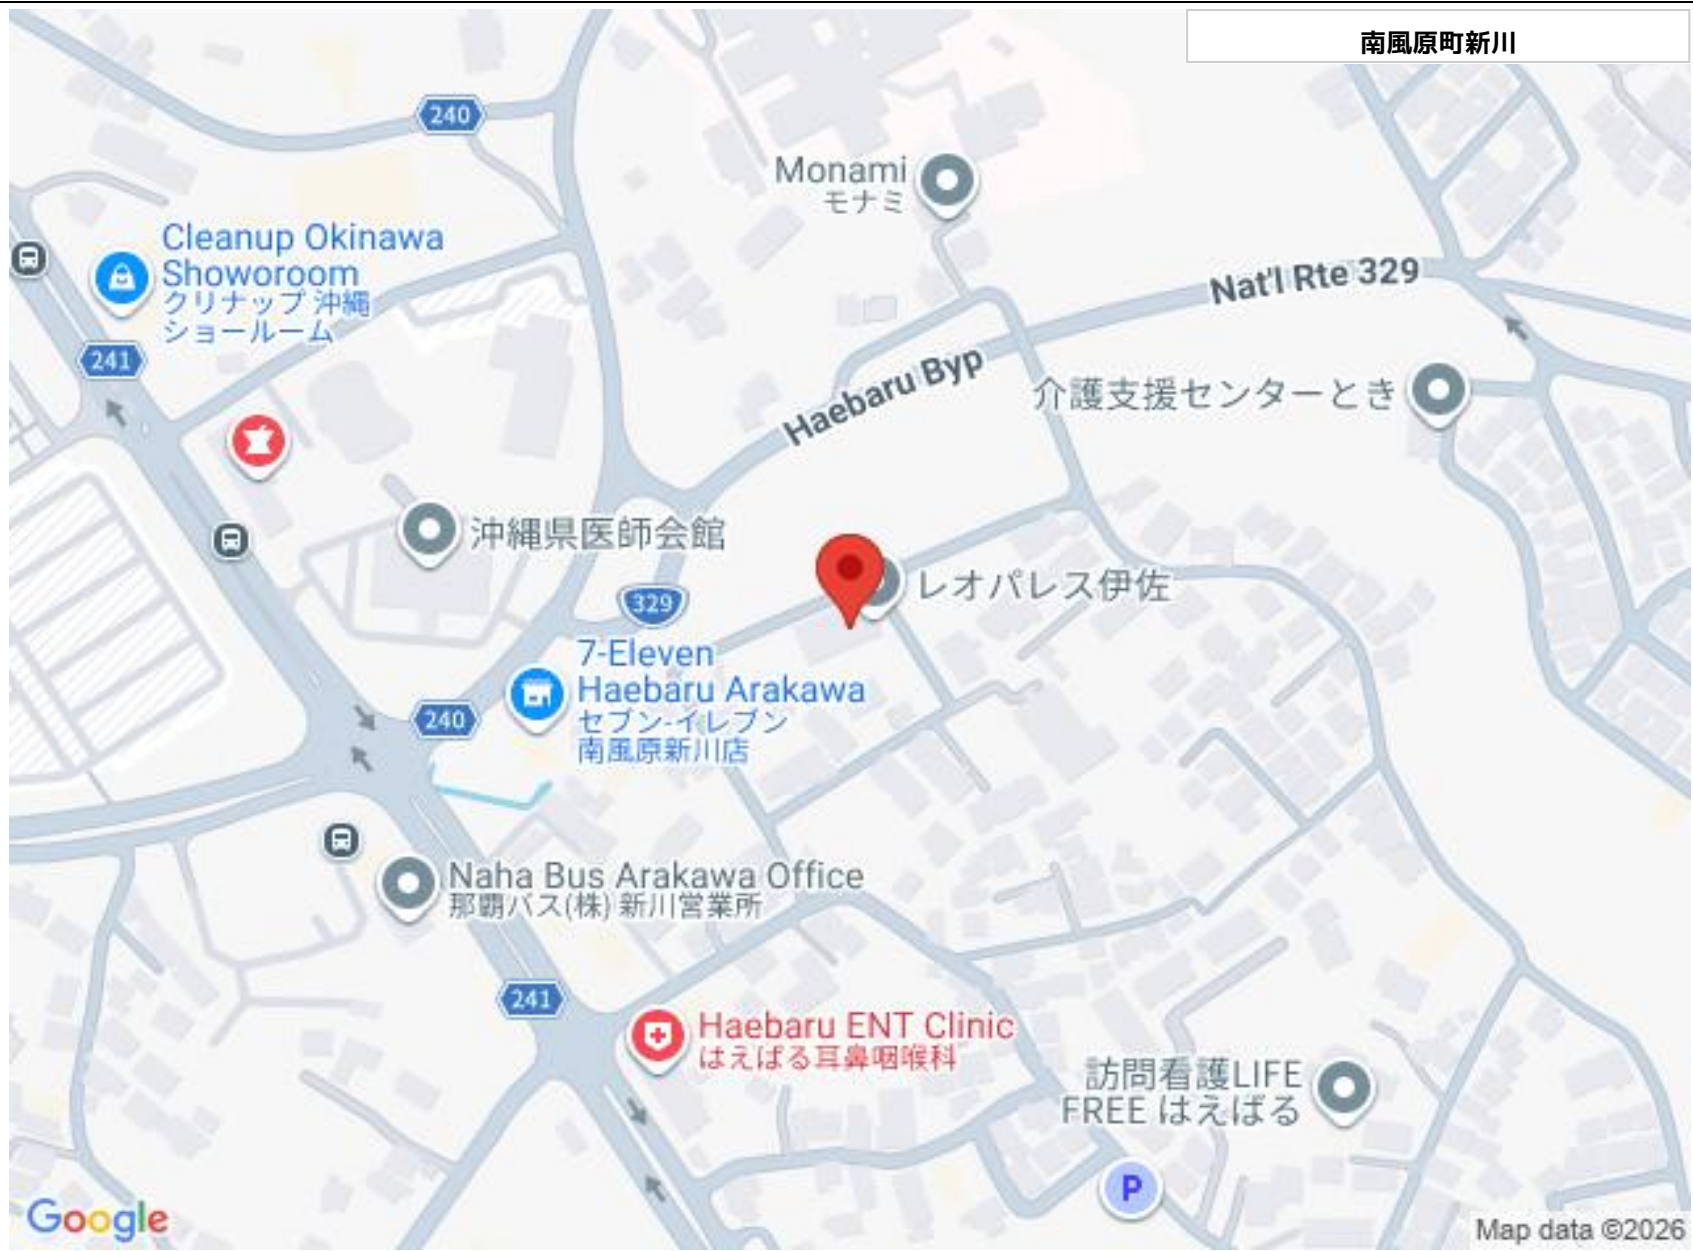 南風原町新川
240
Monami
モナミ
Cleanup Okinawa
Showoroom
クリナップ 沖縄
ショールーム
Nat'l Rte 329
241
Haebaru Byp
介護支援センターとき
沖縄県医師会館
レオパレス伊佐
329
7-Eleven
Haebaru Arakawa
セブン-イレブン
南風原新川店
240
Naha Bus Arakawa Office
那覇バス(株) 新川営業所
241
Haebaru ENT Clinic
はえばる耳鼻咽喉科
訪問看護LIFE
FREE はえばる
P
Google
Map data ©2026